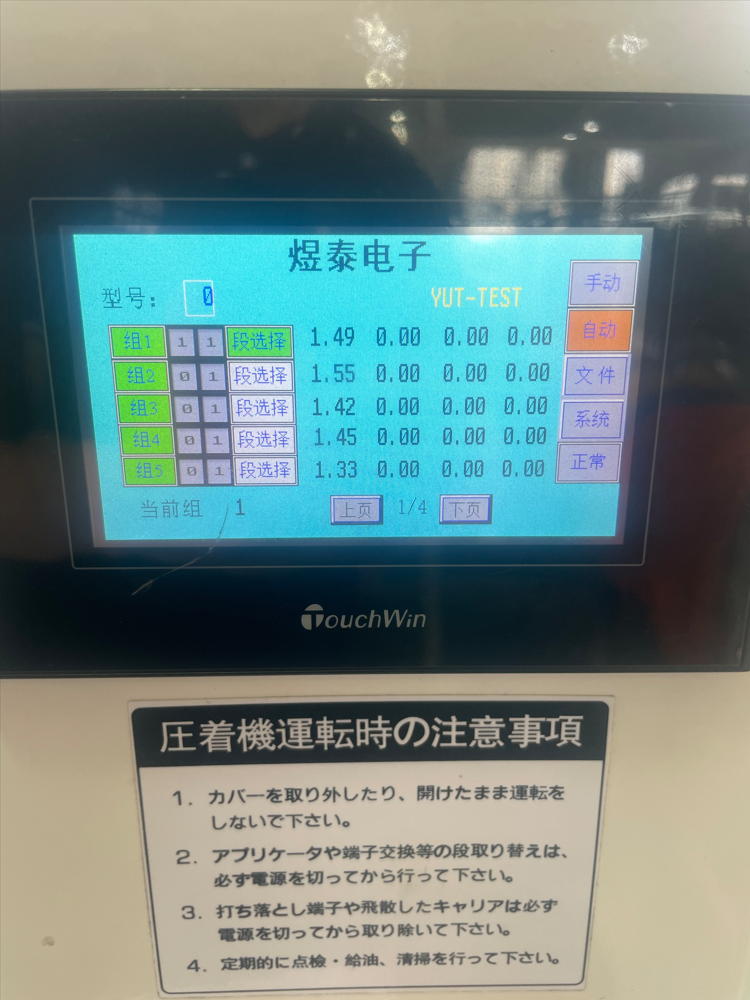 煜泰电子
型号: 0 YUT-TEST
手动
组1 1 1 段选择 1.49 0.00 0.00 0.00
自动
组2 0 1 段选择 1.55 0.00 0.00 0.00
文件
组3 0 1 段选择 1.42 0.00 0.00 0.00
系统
组4 0 1 段选择 1.45 0.00 0.00 0.00
组5 0 1 段选择 1.33 0.00 0.00 0.00
正常
当前组 1 上页 1/4 下页
TouchWin
圧着機運転時の注意事項
1. カバーを取り外したり、開けたまま運転を
しないで下さい。
2. アプリケータや端子交換等の段取り替えは、
必ず電源を切ってから行って下さい。
3. 打ち落とし端子や飛散したキャリアは必ず
電源を切ってから取り除いて下さい。
4. 定期的に点検・給油、清掃を行って下さい。